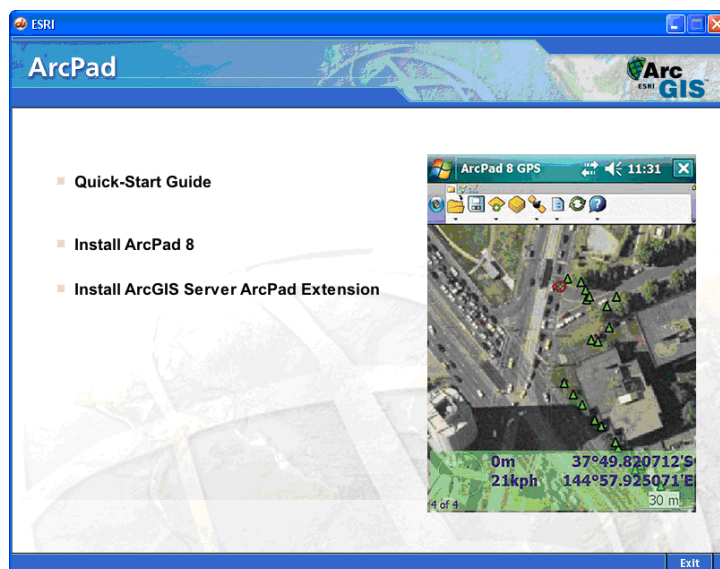 ESRI
ArcPad
Arc
ESRI GIS
Quick-Start Guide
Install ArcPad 8
Install ArcGIS Server ArcPad Extension
ArcPad 8 GPS 11:31
0m 37°49.820712'S
21kph 144°57.925071'E
4 of 4 30 m
Exit